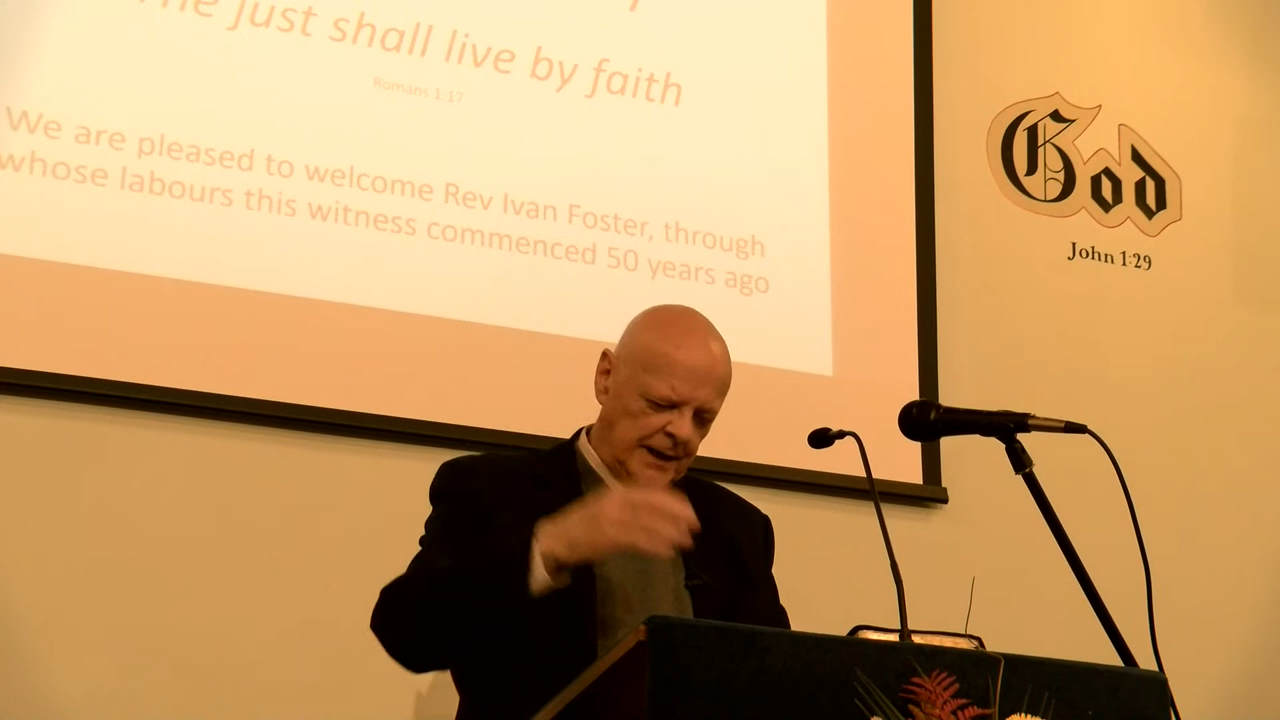 The just shall live by faith
Romans 1:17
We are pleased to welcome Rev Ivan Foster, through
whose labours this witness commenced 50 years ago
God
John 1:29